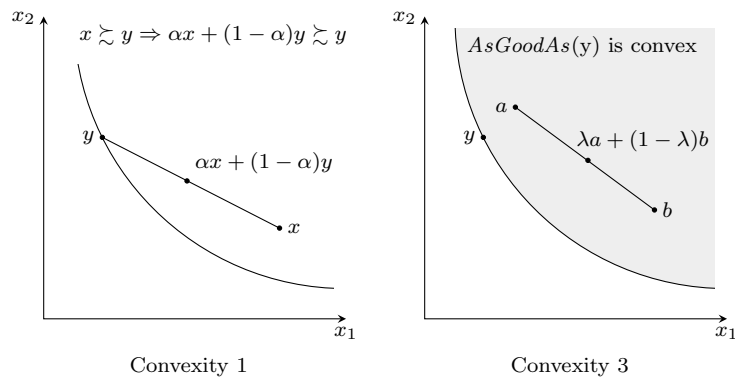 x₂
x ≿ y ⇒ αx + (1 − α)y ≿ y
y
αx + (1 − α)y
x
x₁
Convexity 1
x₂
AsGoodAs(y) is convex
a
y
λa + (1 − λ)b
b
x₁
Convexity 3